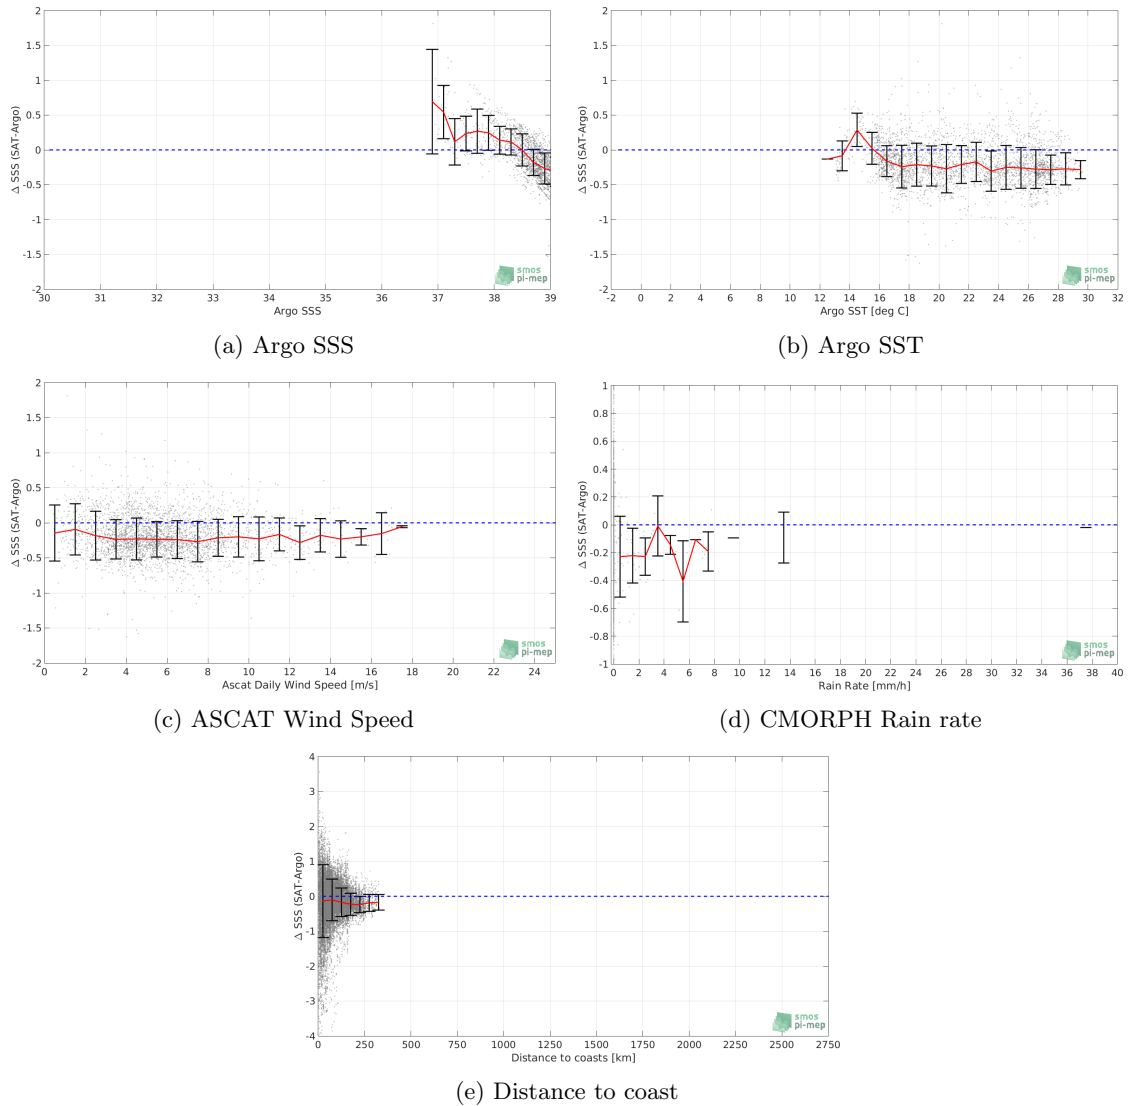 2
1.5
1
0.5
0
-0.5
-1
-1.5
-2
Δ SSS (SAT-Argo)
30 31 32 33 34 35 36 37 38 39
Argo SSS
smos
pi-mep
(a) Argo SSS
2
1.5
1
0.5
0
-0.5
-1
-1.5
-2
Δ SSS (SAT-Argo)
-2 0 2 4 6 8 10 12 14 16 18 20 22 24 26 28 30 32
Argo SST [deg C]
smos
pi-mep
(b) Argo SST
2
1.5
1
0.5
0
-0.5
-1
-1.5
-2
Δ SSS (SAT-Argo)
0 2 4 6 8 10 12 14 16 18 20 22 24
Ascat Daily Wind Speed [m/s]
smos
pi-mep
(c) ASCAT Wind Speed
1
0.8
0.6
0.4
0.2
0
-0.2
-0.4
-0.6
-0.8
-1
Δ SSS (SAT-Argo)
0 2 4 6 8 10 12 14 16 18 20 22 24 26 28 30 32 34 36 38 40
Rain Rate [mm/h]
smos
pi-mep
(d) CMORPH Rain rate
4
3
2
1
0
-1
-2
-3
-4
Δ SSS (SAT-Argo)
0 250 500 750 1000 1250 1500 1750 2000 2250 2500 2750
Distance to coasts [km]
smos
pi-mep
(e) Distance to coast